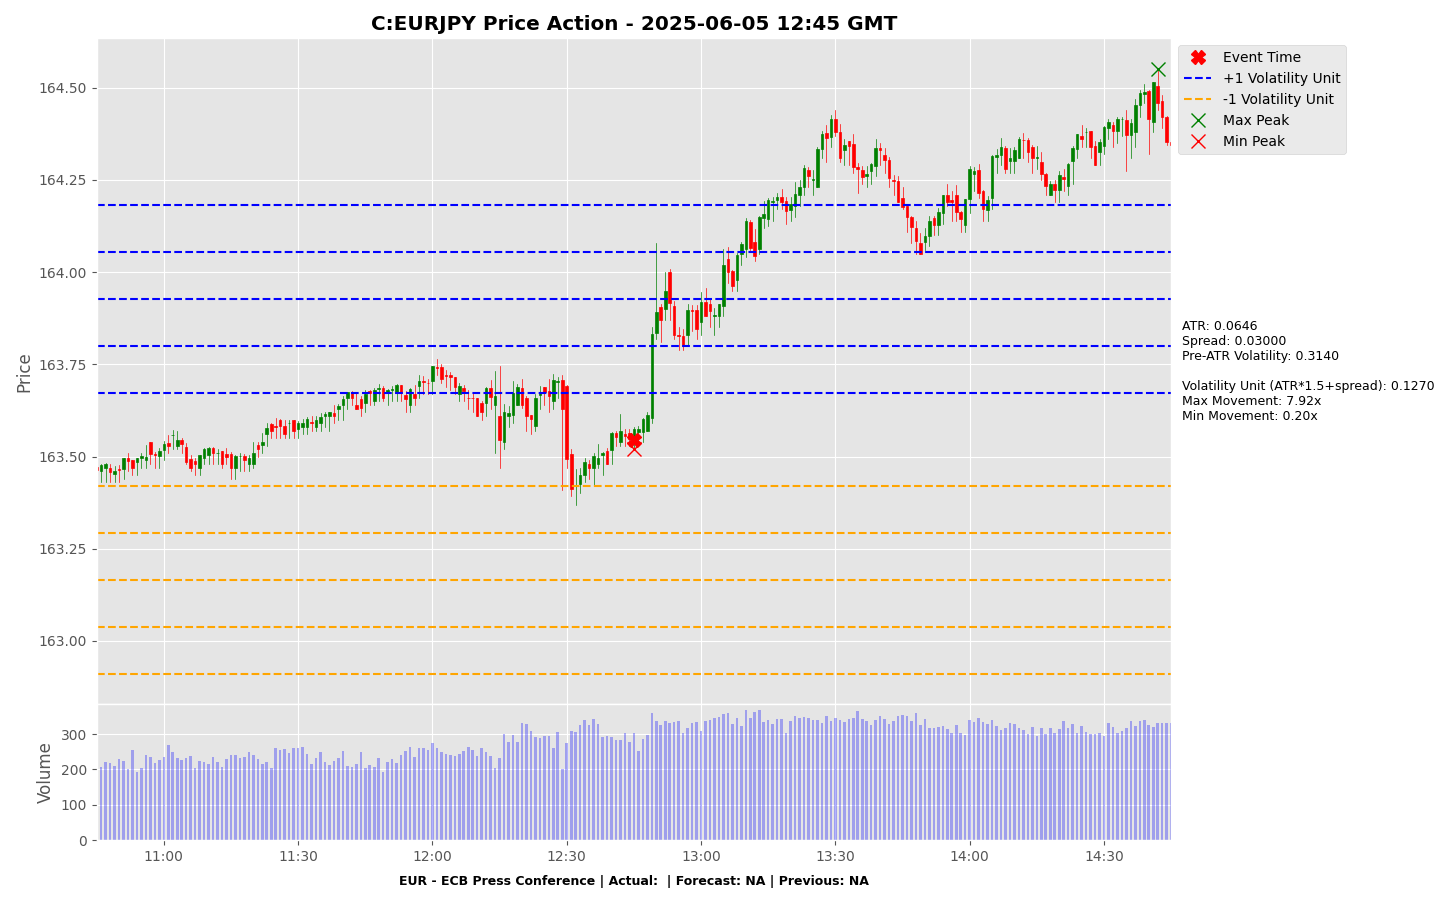 C:EURJPY Price Action - 2025-06-05 12:45 GMT
Event Time
+1 Volatility Unit
-1 Volatility Unit
Max Peak
Min Peak
Price
164.50
164.25
164.00
163.75
163.50
163.25
163.00
ATR: 0.0646
Spread: 0.03000
Pre-ATR Volatility: 0.3140
Volatility Unit (ATR*1.5+spread): 0.1270
Max Movement: 7.92x
Min Movement: 0.20x
Volume
300
200
100
0
11:00 11:30 12:00 12:30 13:00 13:30 14:00 14:30
EUR - ECB Press Conference | Actual:  | Forecast: NA | Previous: NA